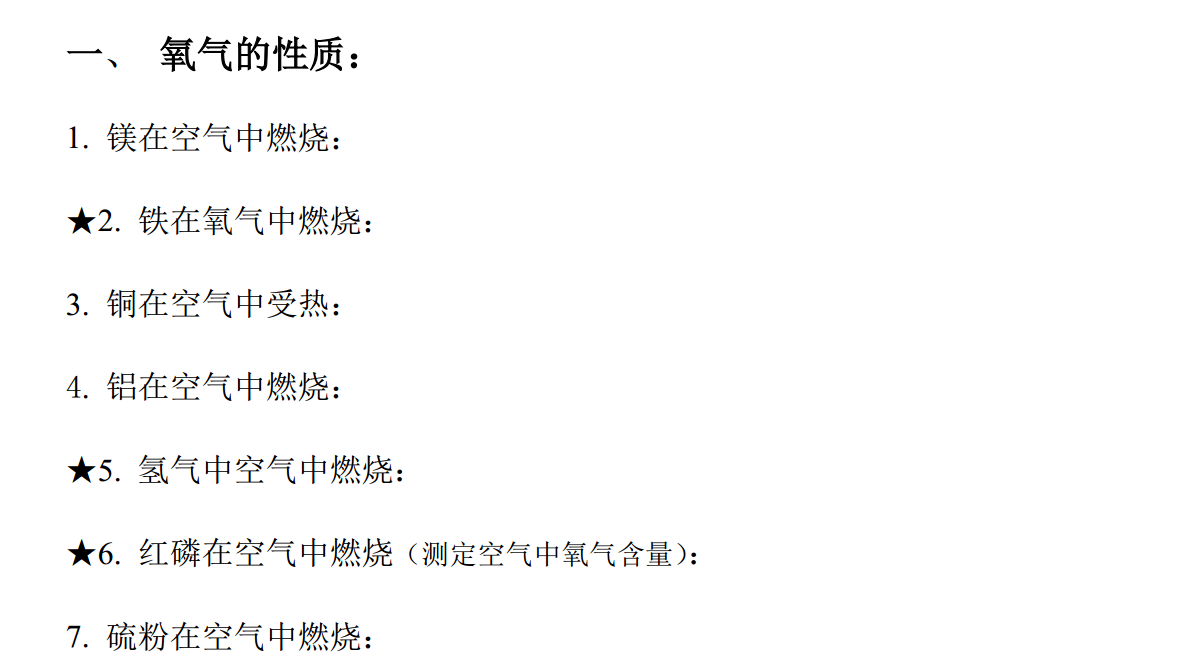 一、 氧气的性质：
1. 镁在空气中燃烧：
★2. 铁在氧气中燃烧：
3. 铜在空气中受热：
4. 铝在空气中燃烧：
★5. 氢气中空气中燃烧：
★6. 红磷在空气中燃烧（测定空气中氧气含量）：
7. 硫粉在空气中燃烧：